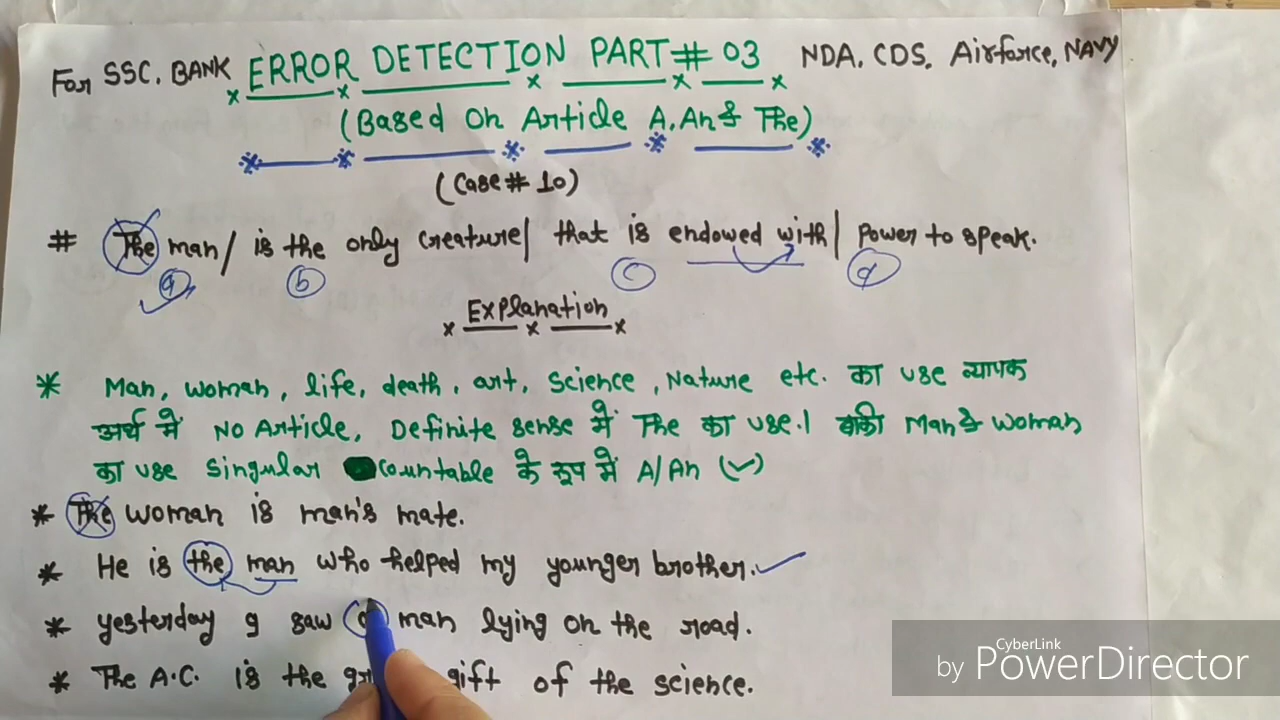 For SSC, BANK ERROR DETECTION PART # 03 NDA, CDS, Airforce, NAVY
(Based On Article A, An & The)
(Case # 10)
# The man / is the only creature / that is endowed with / power to speak.
a b c d
Explanation
* Man, woman, life, death, art, science, Nature etc. का use व्यापक
अर्थ में No Article, Definite sense में The का use। बाकी Man & woman
का use singular countable के रूप में A/An (✓)
* The woman is man's mate.
* He is the man who helped my younger brother.
* yesterday I saw a man lying on the road.
* The A.C. is the gift of the science.
CyberLink
by PowerDirector